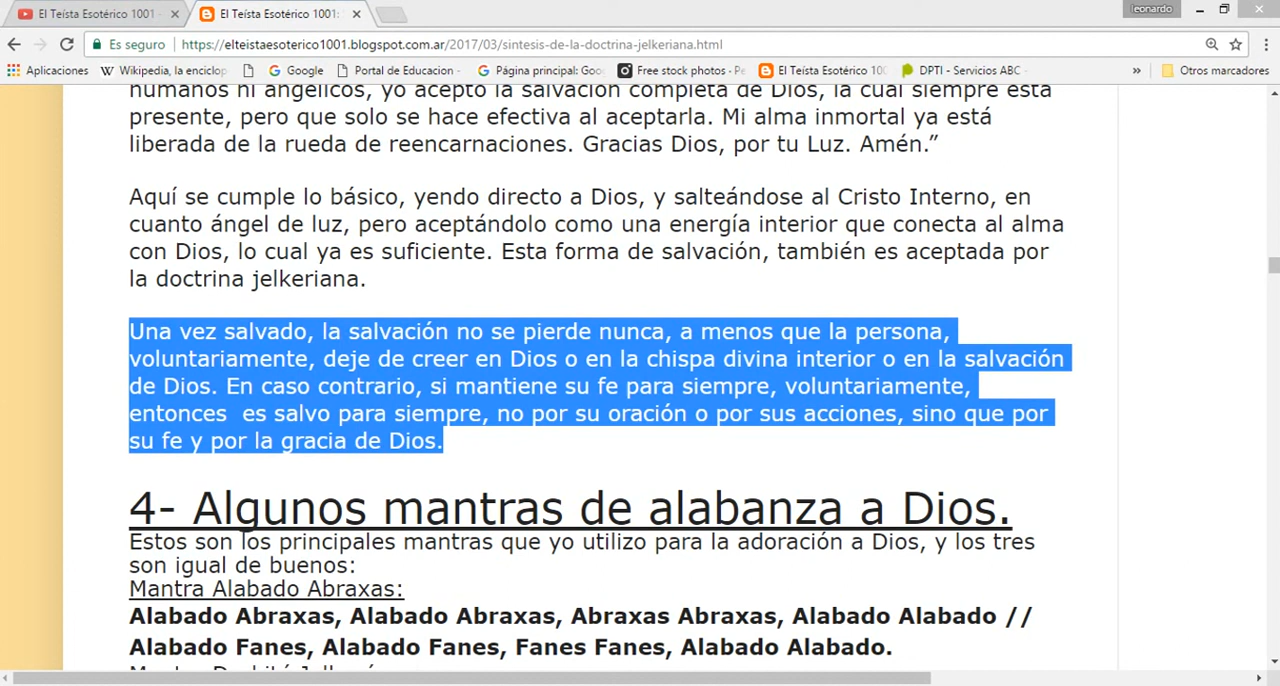 El Teísta Esotérico 1001 -
El Teísta Esotérico 1001:
leonardo
Es seguro
https://elteistaesoterico1001.blogspot.com.ar/2017/03/sintesis-de-la-doctrina-jelkeriana.html
Aplicaciones
Wikipedia, la enciclop
Google
Portal de Educacion -
Página principal: Goo
Free stock photos - Pe
El Teísta Esotérico 100
DPTI - Servicios ABC -
»
Otros marcadores
humanos ni angélicos, yo acepto la salvación completa de Dios, la cual siempre está
presente, pero que solo se hace efectiva al aceptarla. Mi alma inmortal ya está
liberada de la rueda de reencarnaciones. Gracias Dios, por tu Luz. Amén.”
Aquí se cumple lo básico, yendo directo a Dios, y salteándose al Cristo Interno, en
cuanto ángel de luz, pero aceptándolo como una energía interior que conecta al alma
con Dios, lo cual ya es suficiente. Esta forma de salvación, también es aceptada por
la doctrina jelkeriana.
Una vez salvado, la salvación no se pierde nunca, a menos que la persona,
voluntariamente, deje de creer en Dios o en la chispa divina interior o en la salvación
de Dios. En caso contrario, si mantiene su fe para siempre, voluntariamente,
entonces  es salvo para siempre, no por su oración o por sus acciones, sino que por
su fe y por la gracia de Dios.
4- Algunos mantras de alabanza a Dios.
Estos son los principales mantras que yo utilizo para la adoración a Dios, y los tres
son igual de buenos:
Mantra Alabado Abraxas:
Alabado Abraxas, Alabado Abraxas, Abraxas Abraxas, Alabado Alabado //
Alabado Fanes, Alabado Fanes, Fanes Fanes, Alabado Alabado.